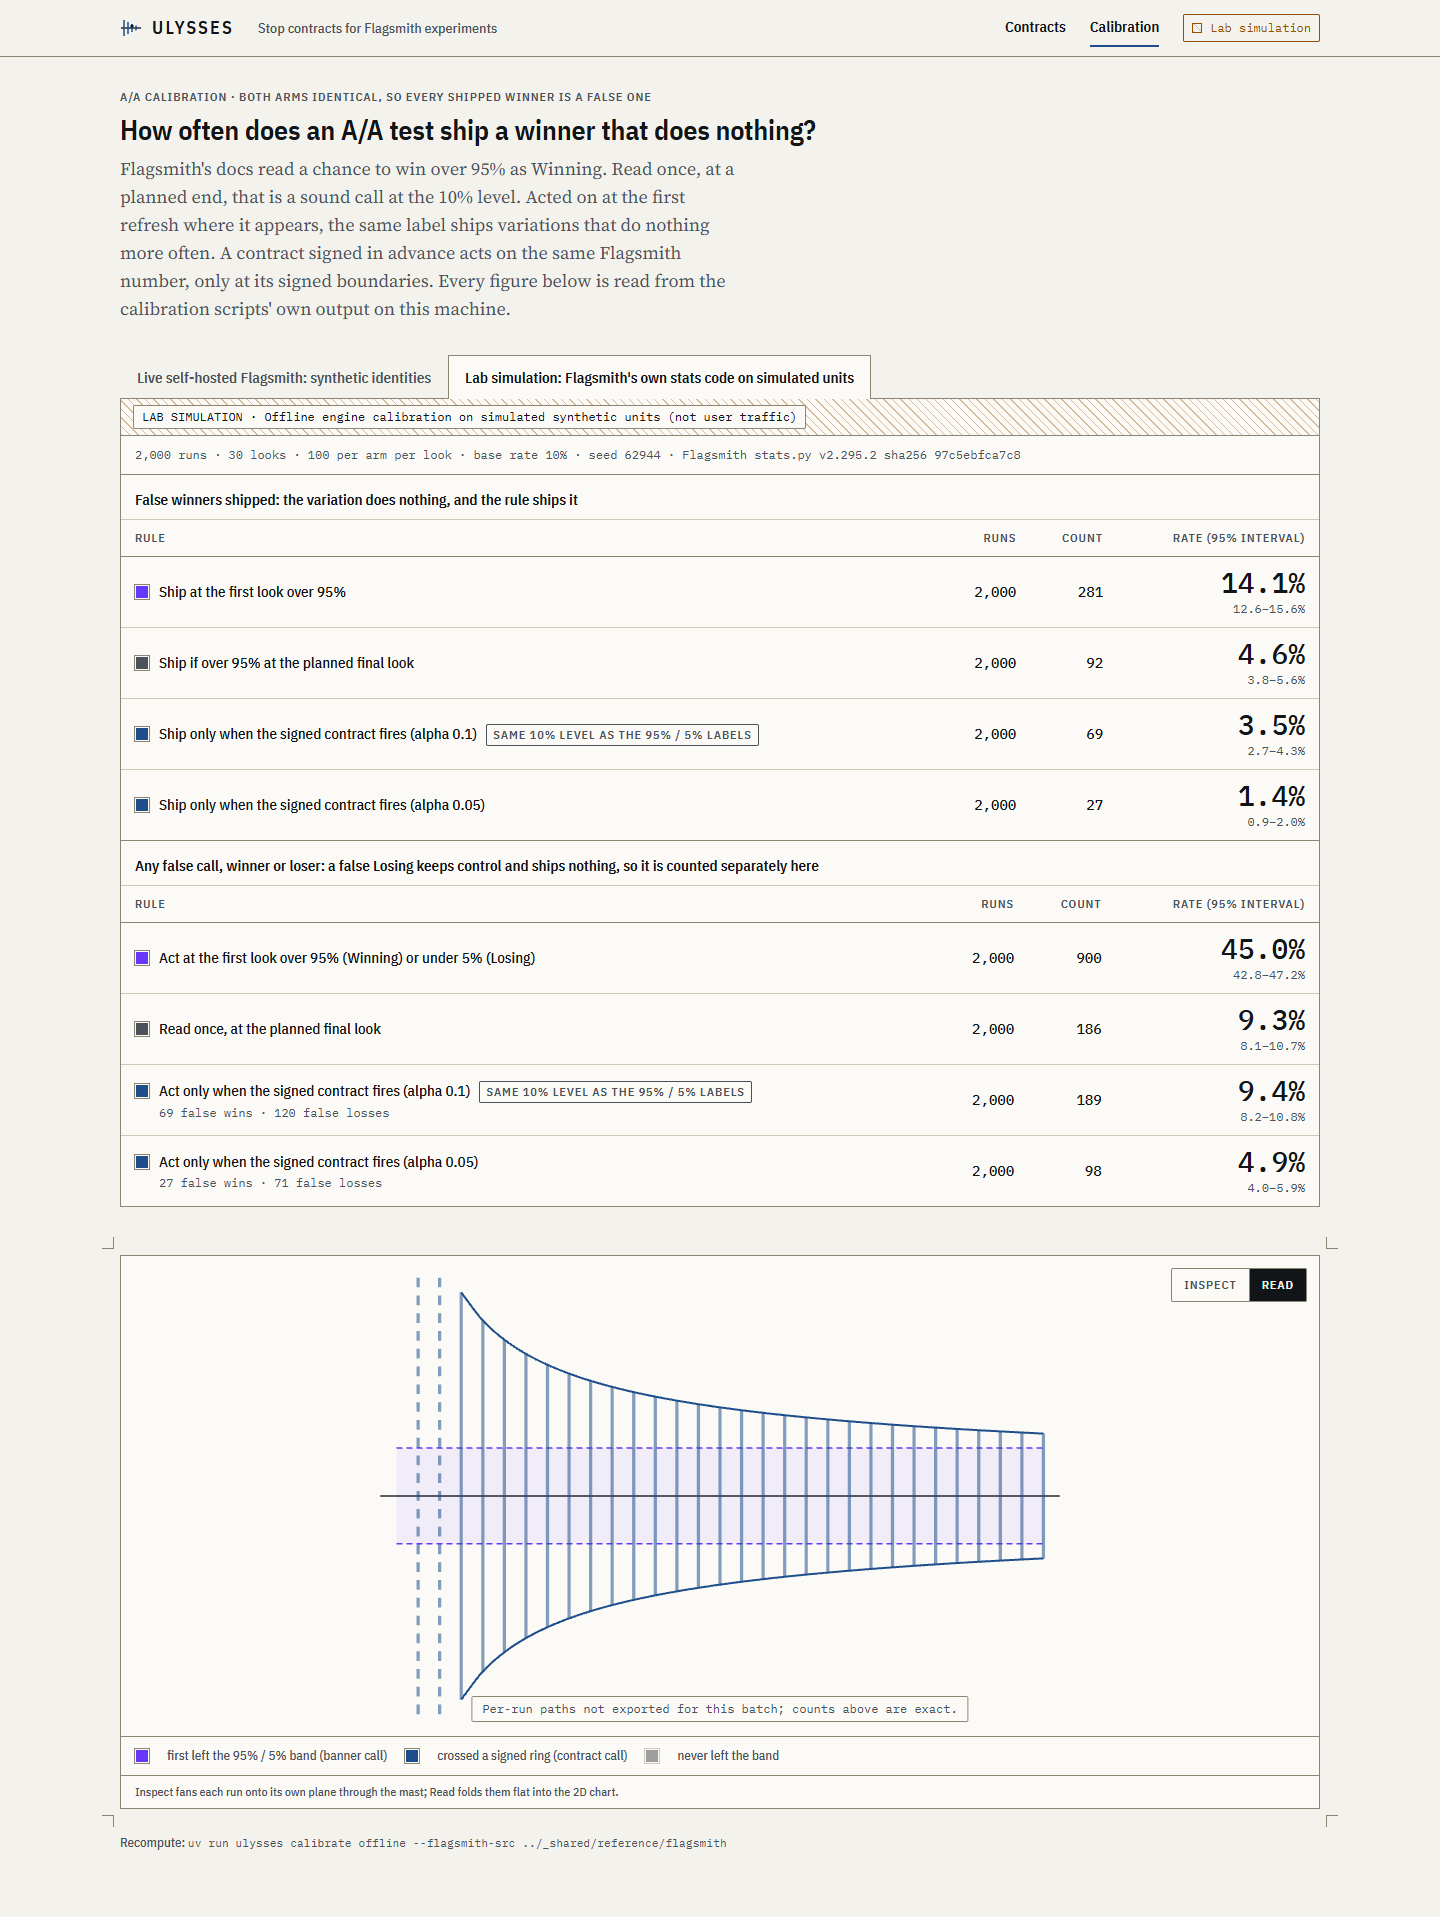 ULYSSES
Stop contracts for Flagsmith experiments
Contracts
Calibration
Lab simulation
A/A CALIBRATION · BOTH ARMS IDENTICAL, SO EVERY SHIPPED WINNER IS A FALSE ONE
How often does an A/A test ship a winner that does nothing?
Flagsmith's docs read a chance to win over 95% as Winning. Read once, at a
planned end, that is a sound call at the 10% level. Acted on at the first
refresh where it appears, the same label ships variations that do nothing
more often. A contract signed in advance acts on the same Flagsmith
number, only at its signed boundaries. Every figure below is read from the
calibration scripts' own output on this machine.
Live self-hosted Flagsmith: synthetic identities
Lab simulation: Flagsmith's own stats code on simulated units
LAB SIMULATION · Offline engine calibration on simulated synthetic units (not user traffic)
2,000 runs · 30 looks · 100 per arm per look · base rate 10% · seed 62944 · Flagsmith stats.py v2.295.2 sha256 97c5ebfca7c8
False winners shipped: the variation does nothing, and the rule ships it
RULE RUNS COUNT RATE (95% INTERVAL)
Ship at the first look over 95% 2,000 281 14.1%
12.6–15.6%
Ship if over 95% at the planned final look 2,000 92 4.6%
3.8–5.6%
Ship only when the signed contract fires (alpha 0.1) SAME 10% LEVEL AS THE 95% / 5% LABELS 2,000 69 3.5%
2.7–4.3%
Ship only when the signed contract fires (alpha 0.05) 2,000 27 1.4%
0.9–2.0%
Any false call, winner or loser: a false Losing keeps control and ships nothing, so it is counted separately here
RULE RUNS COUNT RATE (95% INTERVAL)
Act at the first look over 95% (Winning) or under 5% (Losing) 2,000 900 45.0%
42.8–47.2%
Read once, at the planned final look 2,000 186 9.3%
8.1–10.7%
Act only when the signed contract fires (alpha 0.1) SAME 10% LEVEL AS THE 95% / 5% LABELS 2,000 189 9.4%
69 false wins · 120 false losses 8.2–10.8%
Act only when the signed contract fires (alpha 0.05) 2,000 98 4.9%
27 false wins · 71 false losses 4.0–5.9%
INSPECT READ
Per-run paths not exported for this batch; counts above are exact.
first left the 95% / 5% band (banner call) crossed a signed ring (contract call) never left the band
Inspect fans each run onto its own plane through the mast; Read folds them flat into the 2D chart.
Recompute: uv run ulysses calibrate offline --flagsmith-src ../_shared/reference/flagsmith